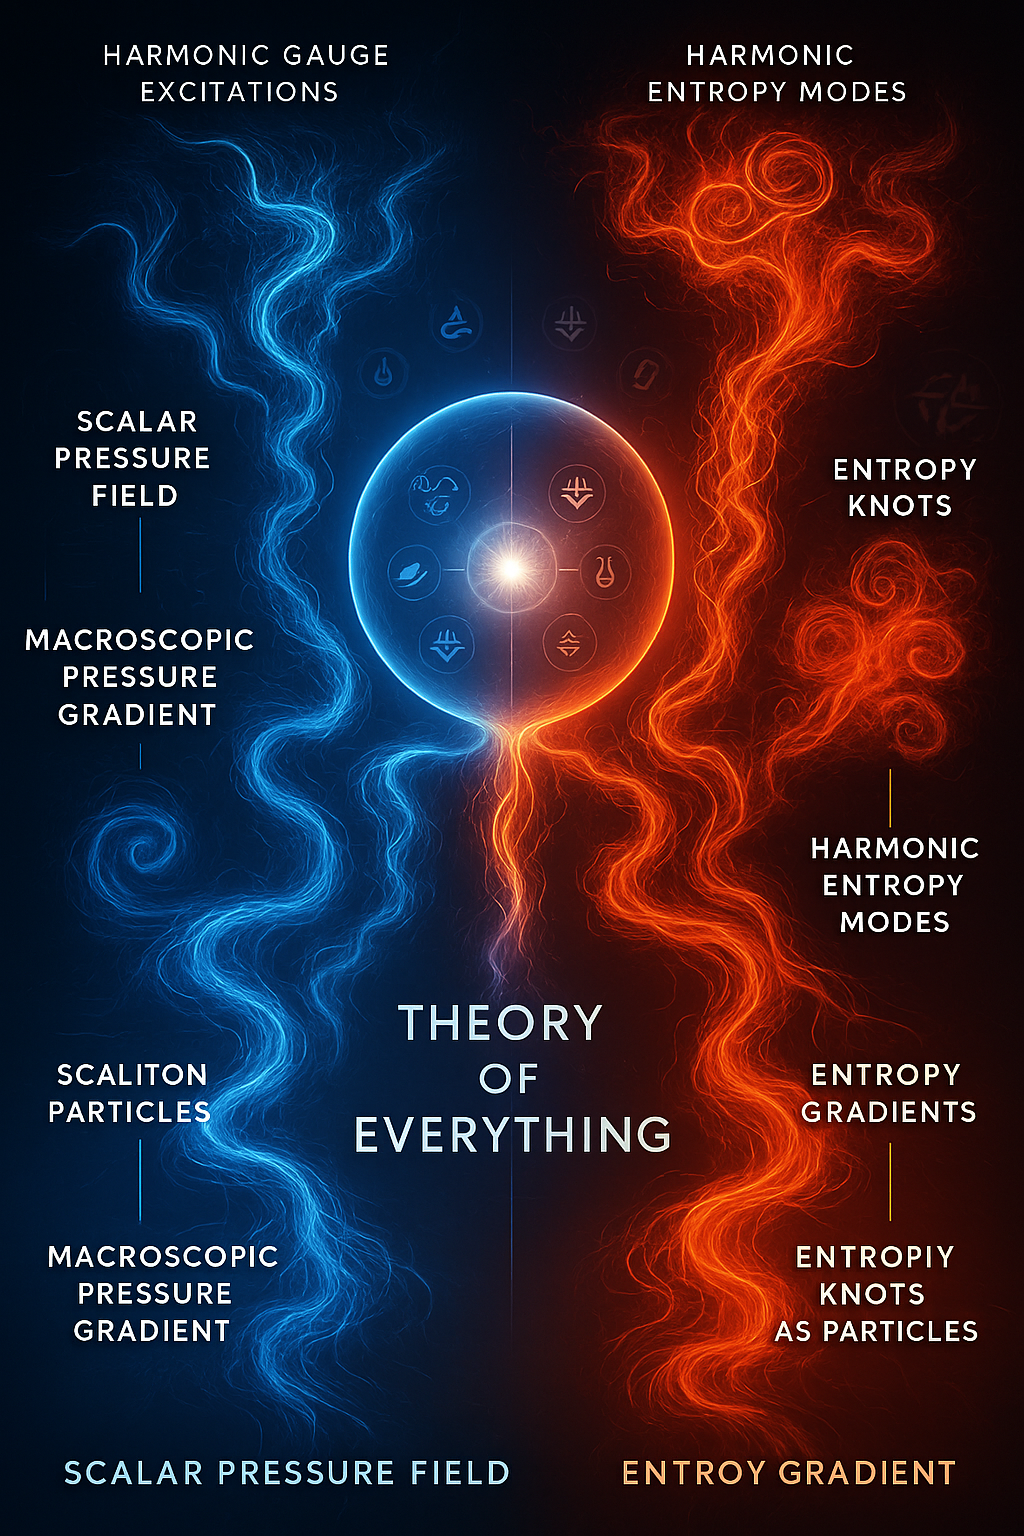 HARMONIC GAUGE
EXCITATIONS
HARMONIC
ENTROPY MODES
SCALAR
PRESSURE
FIELD
ENTROPY
KNOTS
MACROSCOPIC
PRESSURE
GRADIENT
HARMONIC
ENTROPY
MODES
THEORY
OF
EVERYTHING
SCALITON
PARTICLES
ENTROPY
GRADIENTS
MACROSCOPIC
PRESSURE
GRADIENT
ENTROPIY
KNOTS
AS PARTICLES
SCALAR PRESSURE FIELD
ENTROY GRADIENT